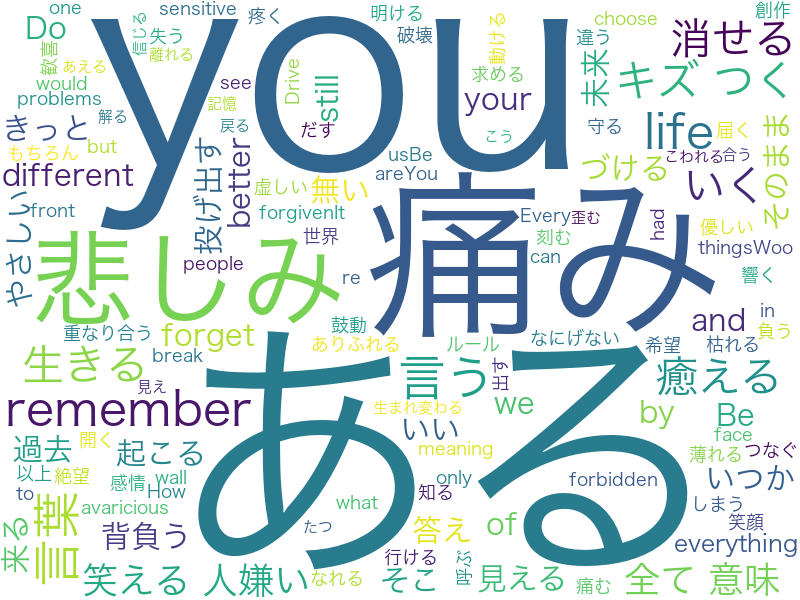 one
sensitive
疼く
明ける
choose
創作
Do
信じる
失う
you
破壊
動ける
違う
消せる
歓喜
あえる
離れる
see
Drive
求める
未来
キズつく
would
problems
記憶
still
your
解る
戻る
守る
届く
そのまま
きっと
だす
こう
life
もちろん
but
投げ出す
better
usBe
areYou
づける
こわれる
合う
different
虚しい
無い
痛み
いく
やさしい
front
forgivenIt
Every
歪む
had
優しい
悲しみ
世界
刻む
can
thingsWoo
people
re
響く
重なり合う
forget
鼓動
ルール
なにげない
and
in
負う
生きる
break
ありふれる
出す
希望
枯れる
見え
ある
言う
癒える
remember
生まれ変わる
we
by
Be
過去
開く
起こる
いい
meaning
face
薄れる
つなぐ
以上
絶望
感情
wall
only
forbidden
いつか
to
How
知る
言葉
avaricious
what
しまう
来る
背負う
たつ
答え
of
笑顔
everything
行ける
呼ぶ
笑える
人嫌い
なれる
そこ
見える
痛む
全て
意味